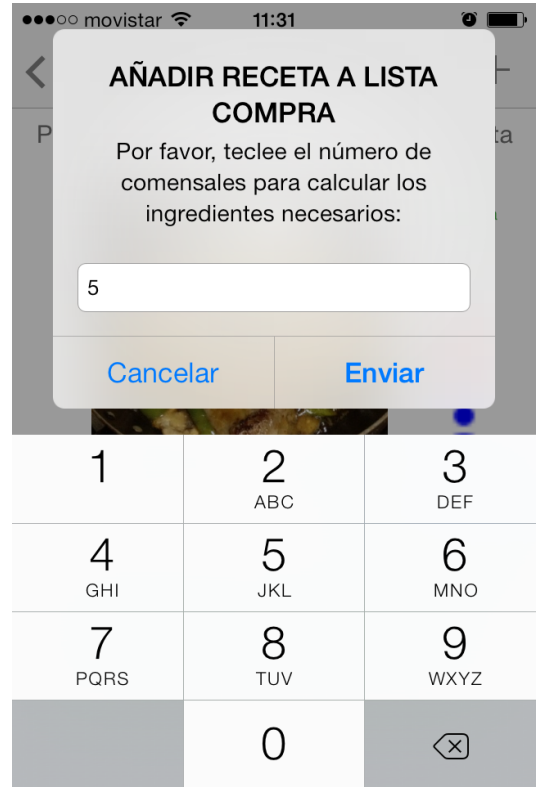 movistar 11:31
AÑADIR RECETA A LISTA
COMPRA
Por favor, teclee el número de
comensales para calcular los
ingredientes necesarios:
5
Cancelar Enviar
1 2 3
ABC DEF
4 5 6
GHI JKL MNO
7 8 9
PQRS TUV WXYZ
0